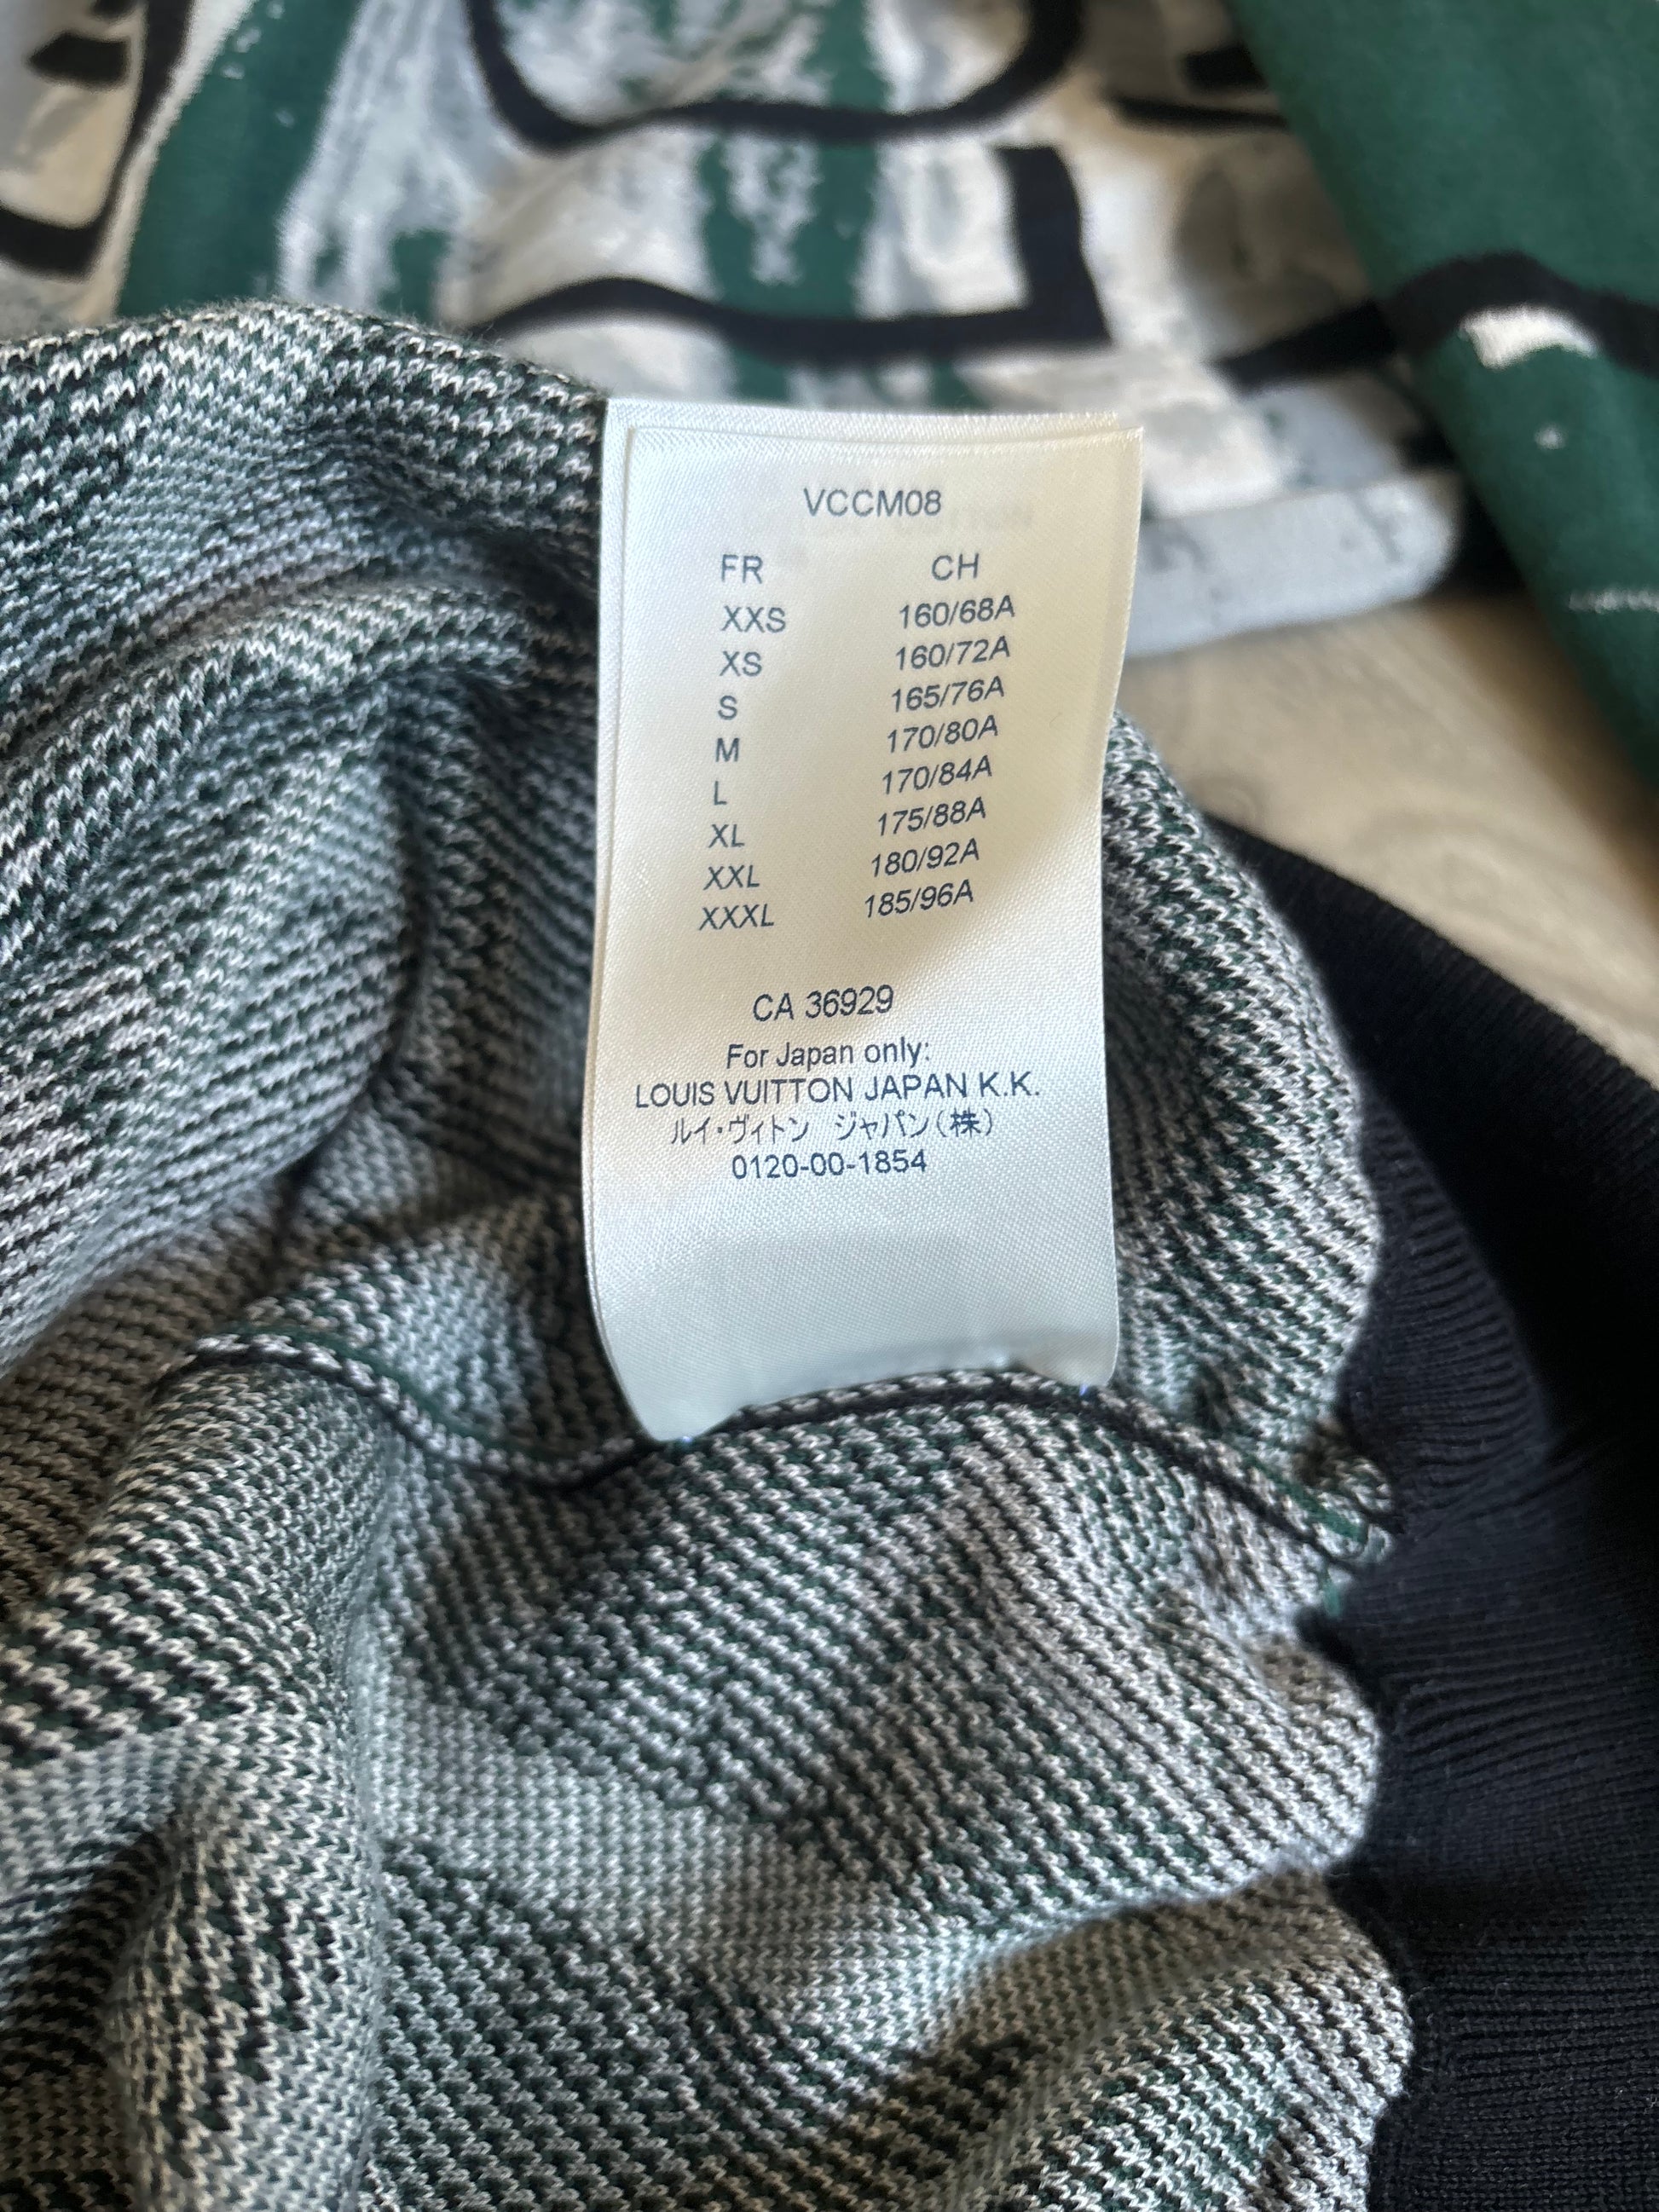 VCCM08
FR CH
XXS 160/68A
XS 160/72A
S 165/76A
M 170/80A
L 170/84A
XL 175/88A
XXL 180/92A
XXXL 185/96A
CA 36929
For Japan only:
LOUIS VUITTON JAPAN K.K.
ルイ・ヴィトン ジャパン(株)
0120-00-1854